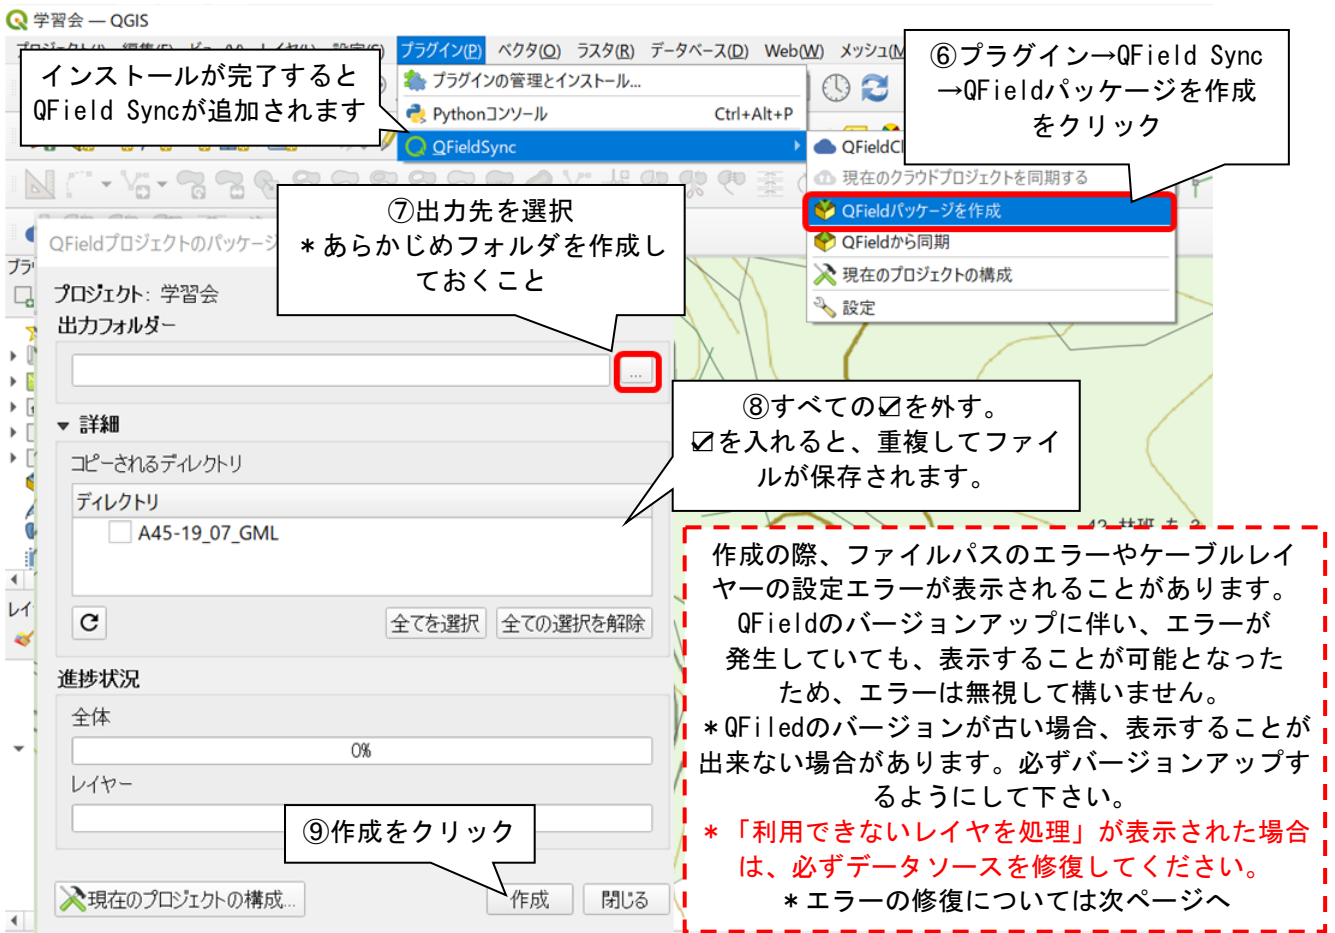 学習会 — QGIS
プラグイン(P) ベクタ(O) ラスタ(R) データベース(D) Web(W) メッシュ(M
インストールが完了すると
QField Syncが追加されます
プラグインの管理とインストール...
Pythonコンソール Ctrl+Alt+P
QFieldSync
⑥プラグイン→QField Sync
→QFieldパッケージを作成
をクリック
QFieldCl
現在のクラウドプロジェクトを同期する
QFieldパッケージを作成
QFieldから同期
現在のプロジェクトの構成
設定
⑦出力先を選択
＊あらかじめフォルダを作成し
ておくこと
QFieldプロジェクトのパッケージ
プロジェクト: 学習会
出力フォルダー
...
⑧すべての☑を外す。
☑を入れると、重複してファイ
ルが保存されます。
▼ 詳細
コピーされるディレクトリ
ディレクトリ
A45-19_07_GML
全てを選択 全ての選択を解除
進捗状況
全体
0%
レイヤー
⑨作成をクリック
現在のプロジェクトの構成...
作成 閉じる
作成の際、ファイルパスのエラーやケーブルレイ
ヤーの設定エラーが表示されることがあります。
QFieldのバージョンアップに伴い、エラーが
発生していても、表示することが可能となった
ため、エラーは無視して構いません。
＊QFiledのバージョンが古い場合、表示することが
出来ない場合があります。必ずバージョンアップす
るようにして下さい。
＊「利用できないレイヤを処理」が表示された場合
は、必ずデータソースを修復してください。
＊エラーの修復については次ページへ